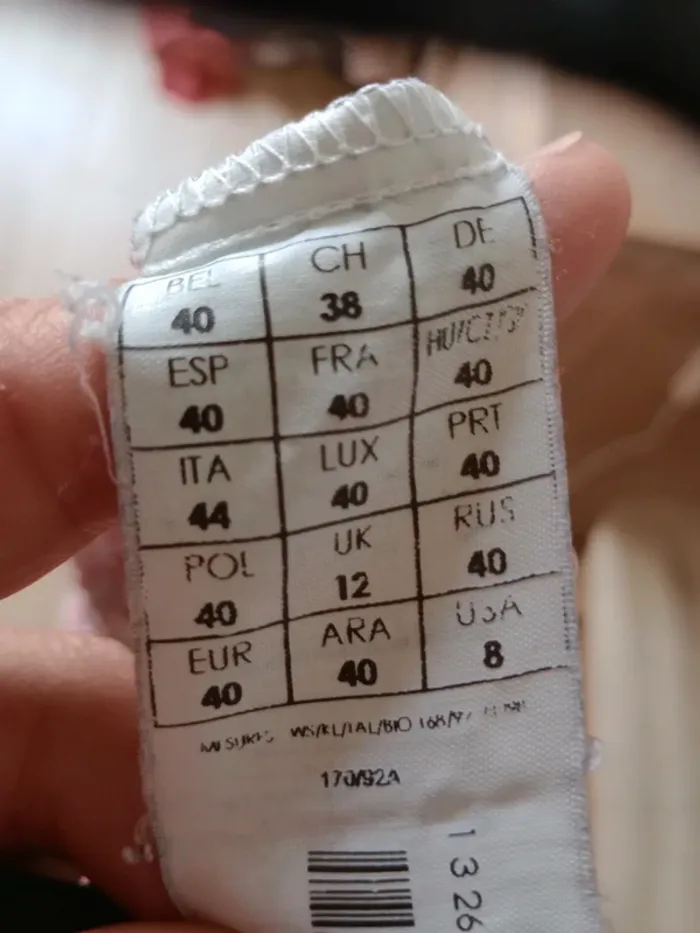 BEL CH DE
40 38 40
ESP FRA
40 40 40
ITA LUX PRT
44 40 40
POL UK RUS
40 12 40
EUR ARA USA
40 40 8
170/92A
1326